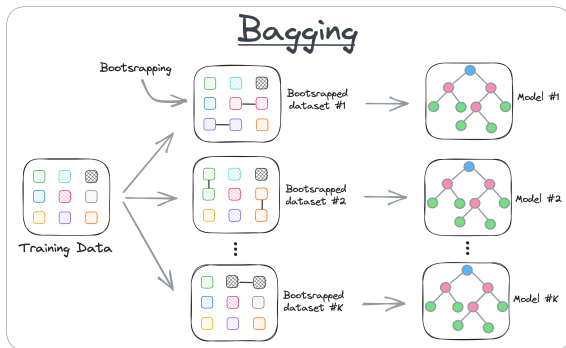 Bagging
Bootsrapping
Bootsrapped
dataset #1
Model #1
Training Data
Bootsrapped
dataset #2
Model #2
Bootsrapped
dataset #K
Model #K